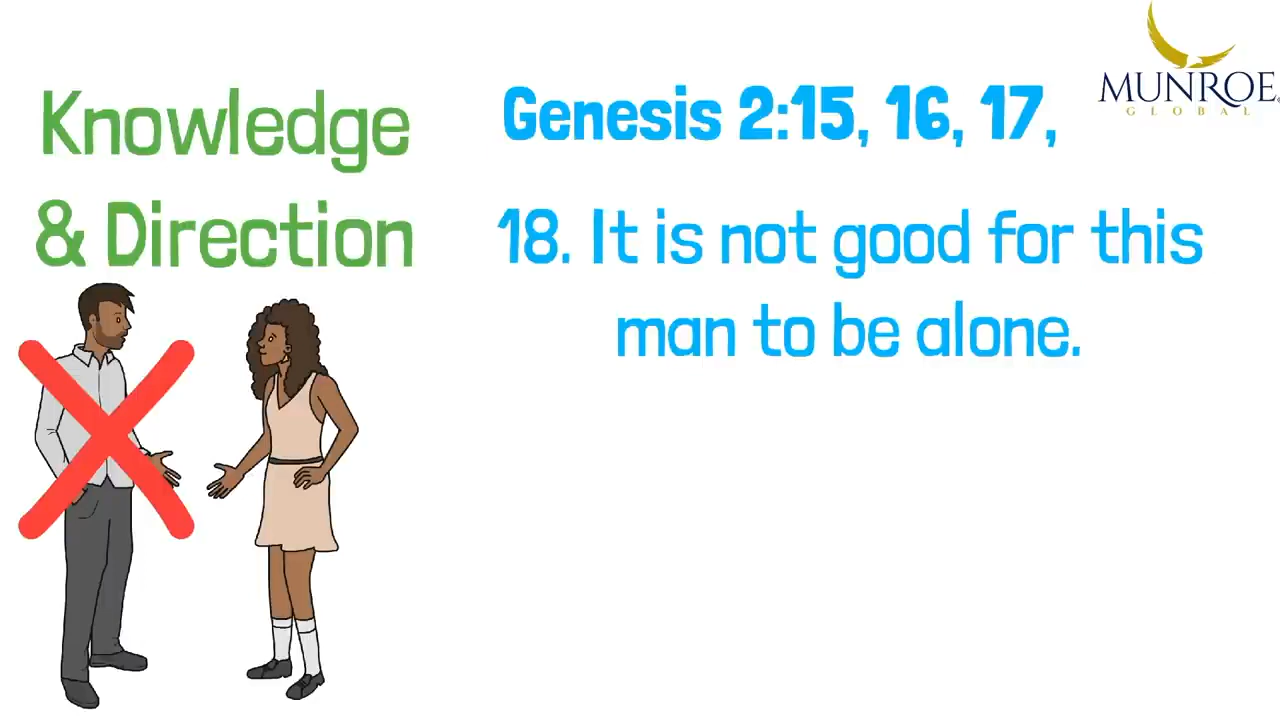 MUNROE
GLOBAL
Knowledge
& Direction
Genesis 2:15, 16, 17,
18. It is not good for this
man to be alone.